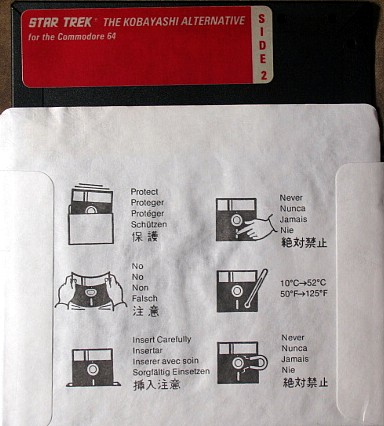 STAR TREK® THE KOBAYASHI ALTERNATIVE
for the Commodore 64
SIDE 2
Protect
Proteger
Protéger
Schützen
保護
Never
Nunca
Jamais
Nie
絶対禁止
No
No
Non
Falsch
注意
10°C→52°C
50°F→125°F
Insert Carefully
Insertar
Inserer avec soin
Sorgfältig Einsetzen
挿入注意
Never
Nunca
Jamais
Nie
絶対禁止